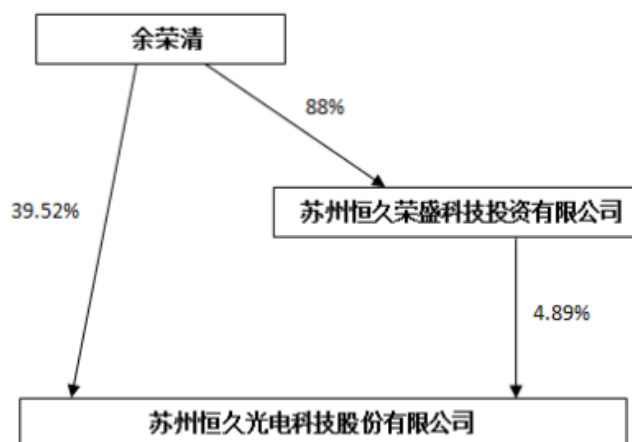 余荣清
88%
39.52%
苏州恒久荣盛科技投资有限公司
4.89%
苏州恒久光电科技股份有限公司